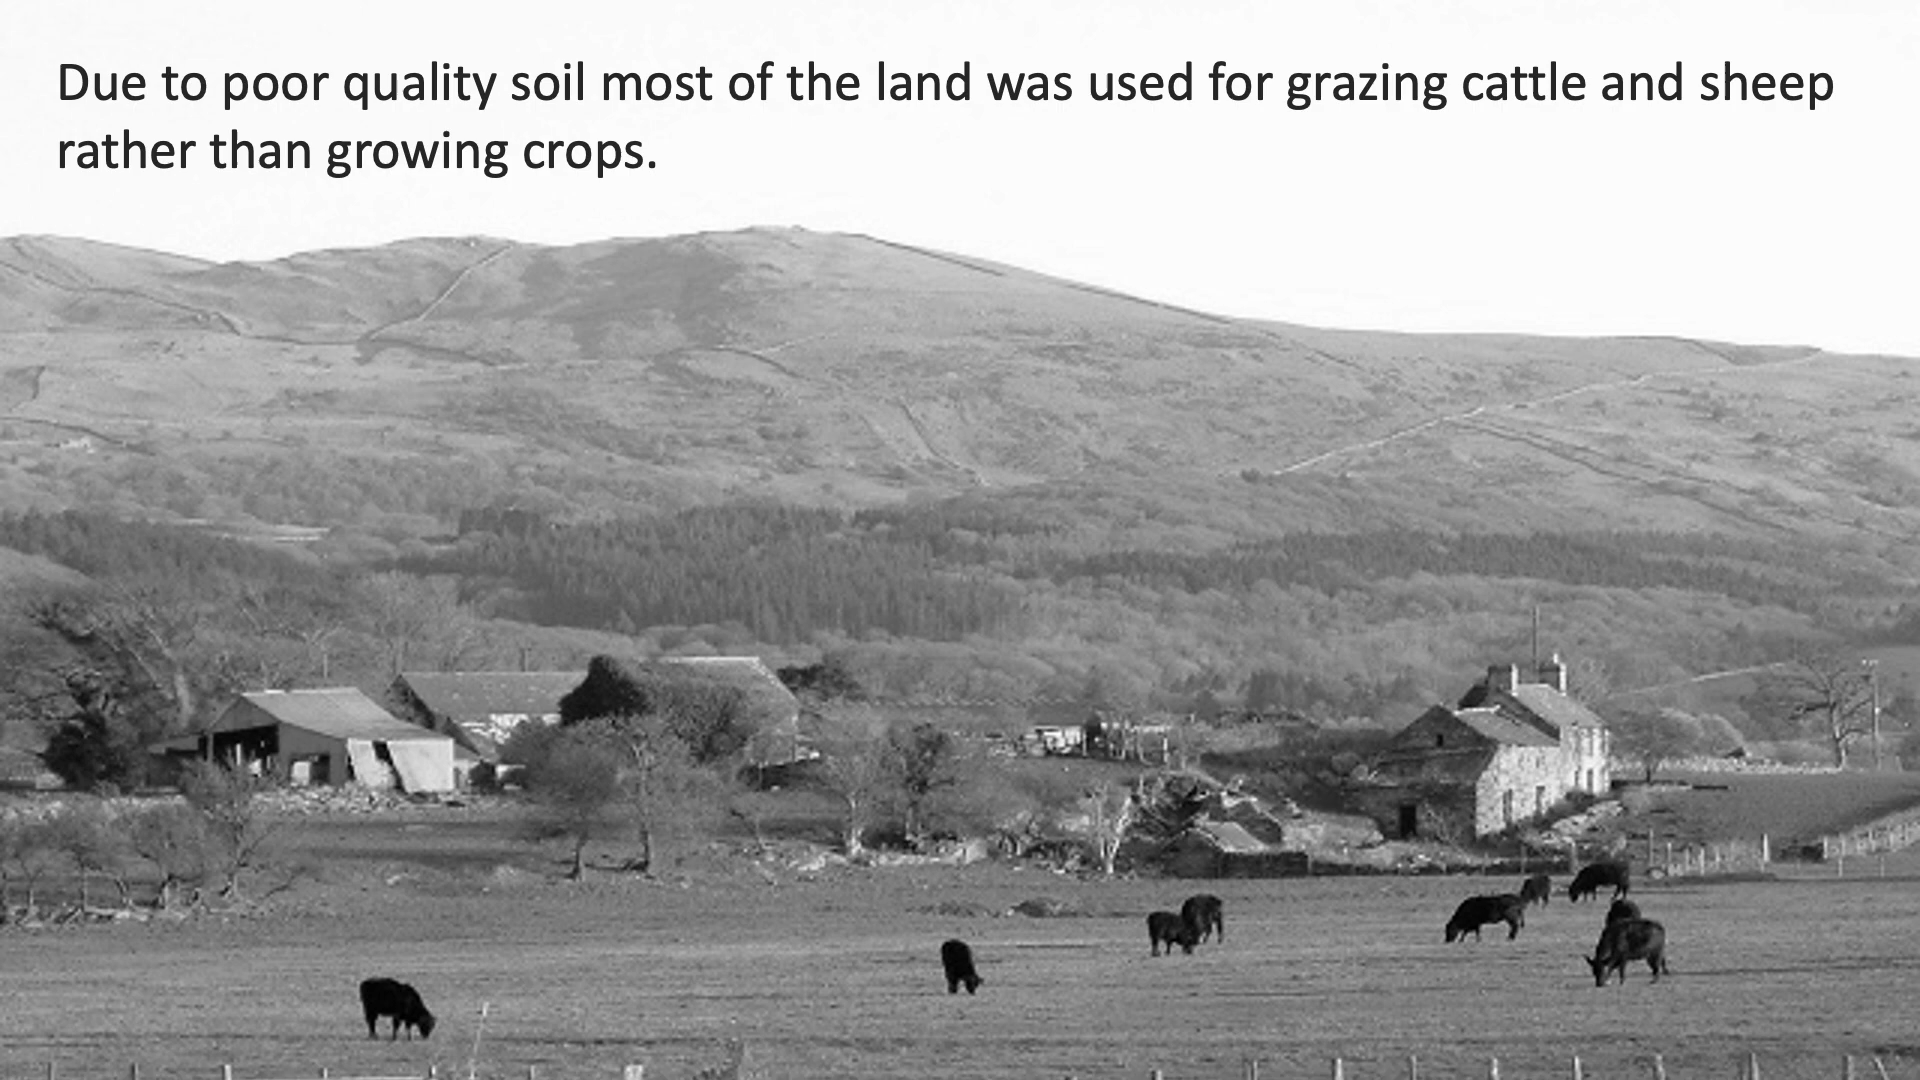 Due to poor quality soil most of the land was used for grazing cattle and sheep
rather than growing crops.